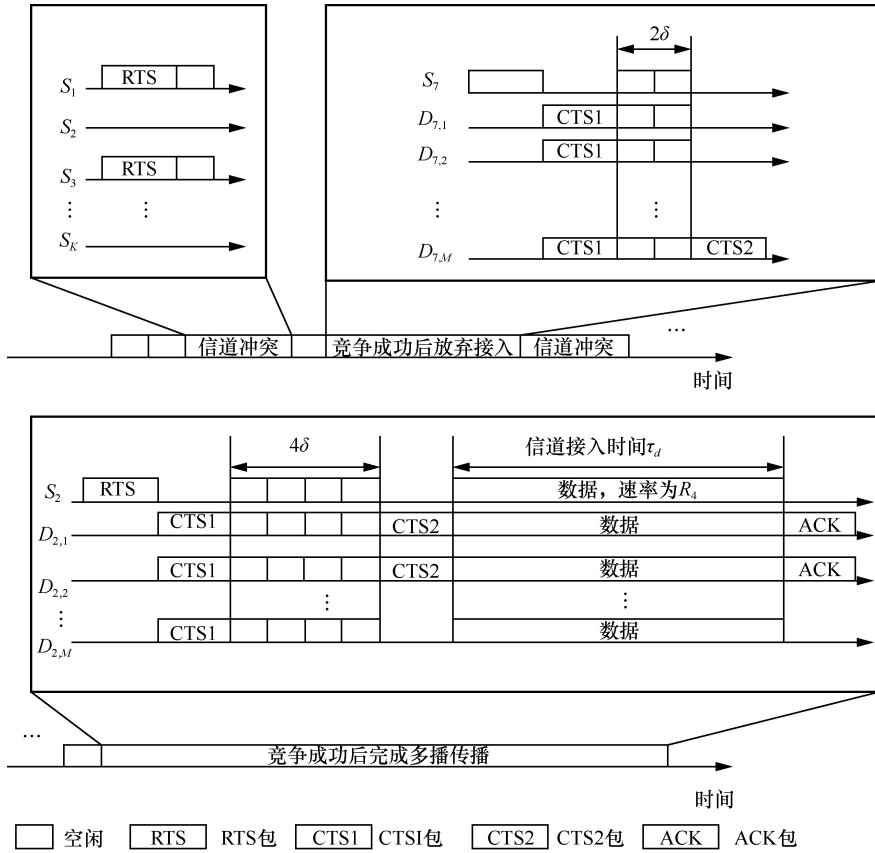 2δ
S₁ RTS
S₂
S₃ RTS
⋮ ⋮
S_K
S₇
D₇,₁ CTS1
D₇,₂ CTS1
⋮ ⋮
D₇,M CTS1 CTS2
信道冲突 竞争成功后放弃接入 信道冲突 …
时间
4δ 信道接入时间τ_d
S₂ RTS 数据，速率为R₄
D₂,₁ CTS1 CTS2 数据 ACK
D₂,₂ CTS1 CTS2 数据 ACK
⋮ ⋮ ⋮
D₂,M CTS1 数据
… 竞争成功后完成多播传播
时间
空闲 RTS RTS包 CTS1 CTSI包 CTS2 CTS2包 ACK ACK包